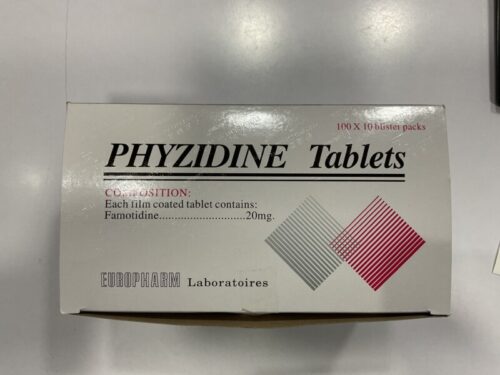 100 X 10 blister packs
PHYZIDINE Tablets
COMPOSITION:
Each film coated tablet contains:
Famotidine...........................20mg.
EUROPHARM Laboratoires